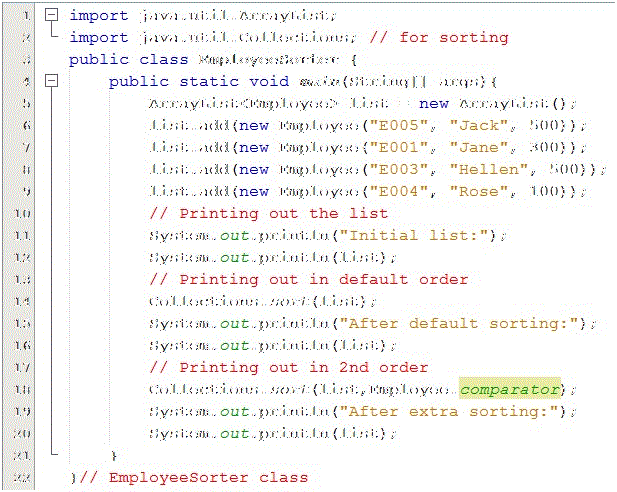 1 import java.util.ArrayList;
2 import java.util.Collections; // for sorting
3 public class EmployeeSorter {
4 public static void main(String[] args){
5 ArrayList<Employee> list = new ArrayList();
6 list.add(new Employee("E005", "Jack", 500));
7 list.add(new Employee("E001", "Jane", 300));
8 list.add(new Employee("E003", "Hellen", 500));
9 list.add(new Employee("E004", "Rose", 100));
10 // Printing out the list
11 System.out.println("Initial list:");
12 System.out.println(list);
13 // Printing out in default order
14 Collections.sort(list);
15 System.out.println("After default sorting:");
16 System.out.println(list);
17 // Printing out in 2nd order
18 Collections.sort(list,Employee.comparator);
19 System.out.println("After extra sorting:");
20 System.out.println(list);
21 }
22 }// EmployeeSorter class